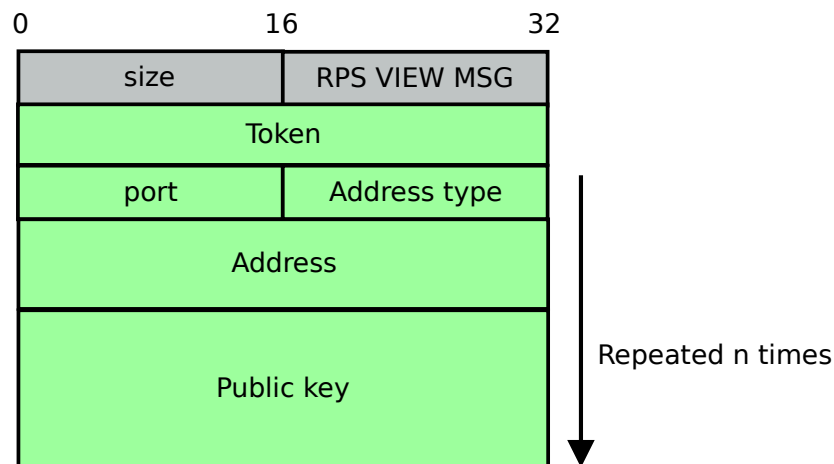 0 16 32
size RPS VIEW MSG
Token
port Address type
Address
Repeated n times
Public key